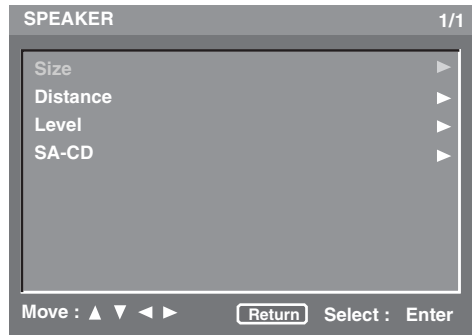 SPEAKER 1/1
Size ▶
Distance ▶
Level ▶
SA-CD ▶
Move : ▲ ▼ ◀ ▶ Return Select : Enter